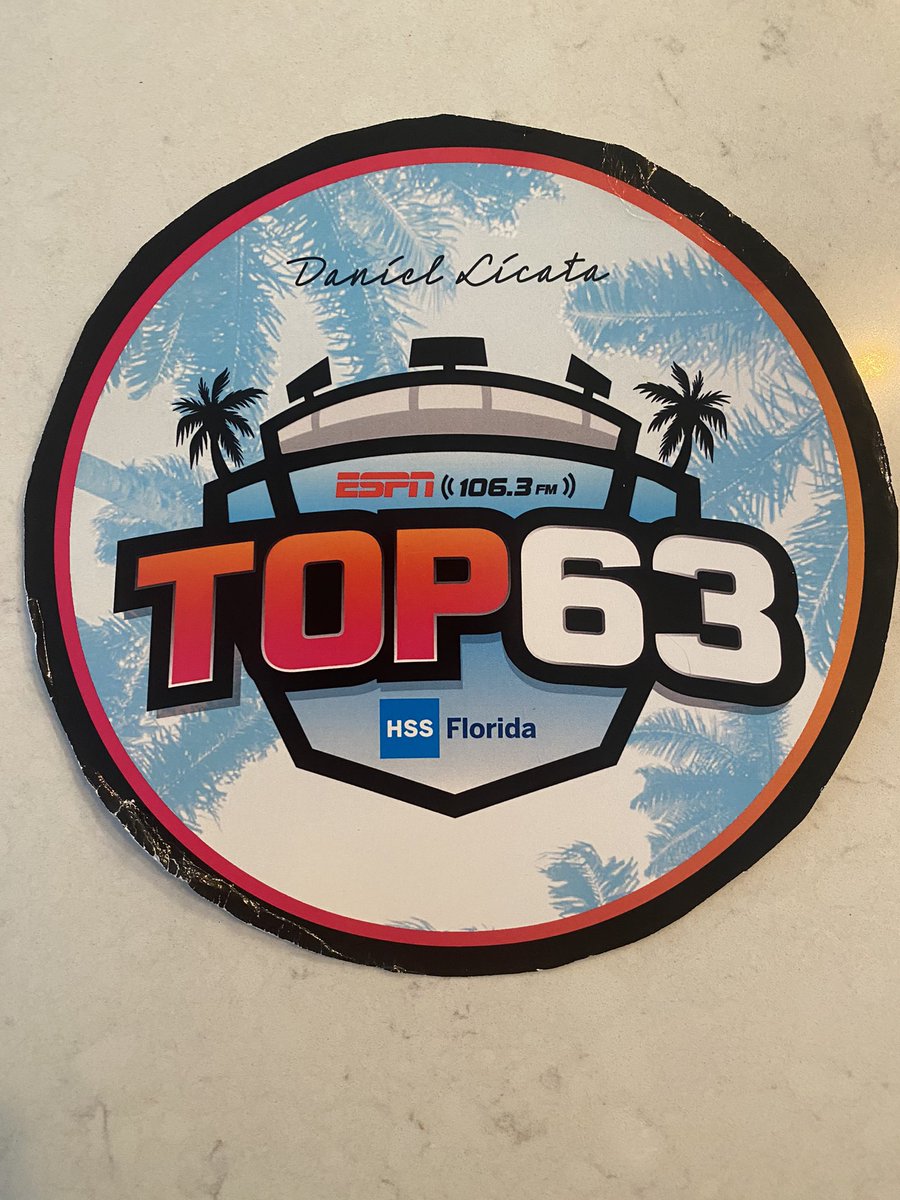 Daniel Licata
ESPN 106.3 FM
TOP63
HSS Florida